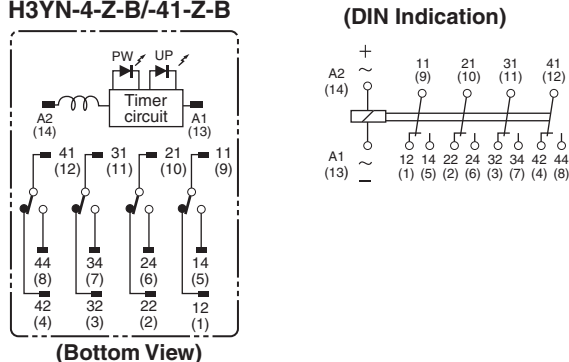 H3YN-4-Z-B/-41-Z-B
PW UP
Timer
circuit
A2
(14)
A1
(13)
41 31 21 11
(12) (11) (10) (9)
44 34 24 14
(8) (7) (6) (5)
42 32 22 12
(4) (3) (2) (1)
(Bottom View)
(DIN Indication)
+
~
A2
(14)
11 21 31 41
(9) (10) (11) (12)
A1
(13)
~
−
12 14 22 24 32 34 42 44
(1) (5) (2) (6) (3) (7) (4) (8)